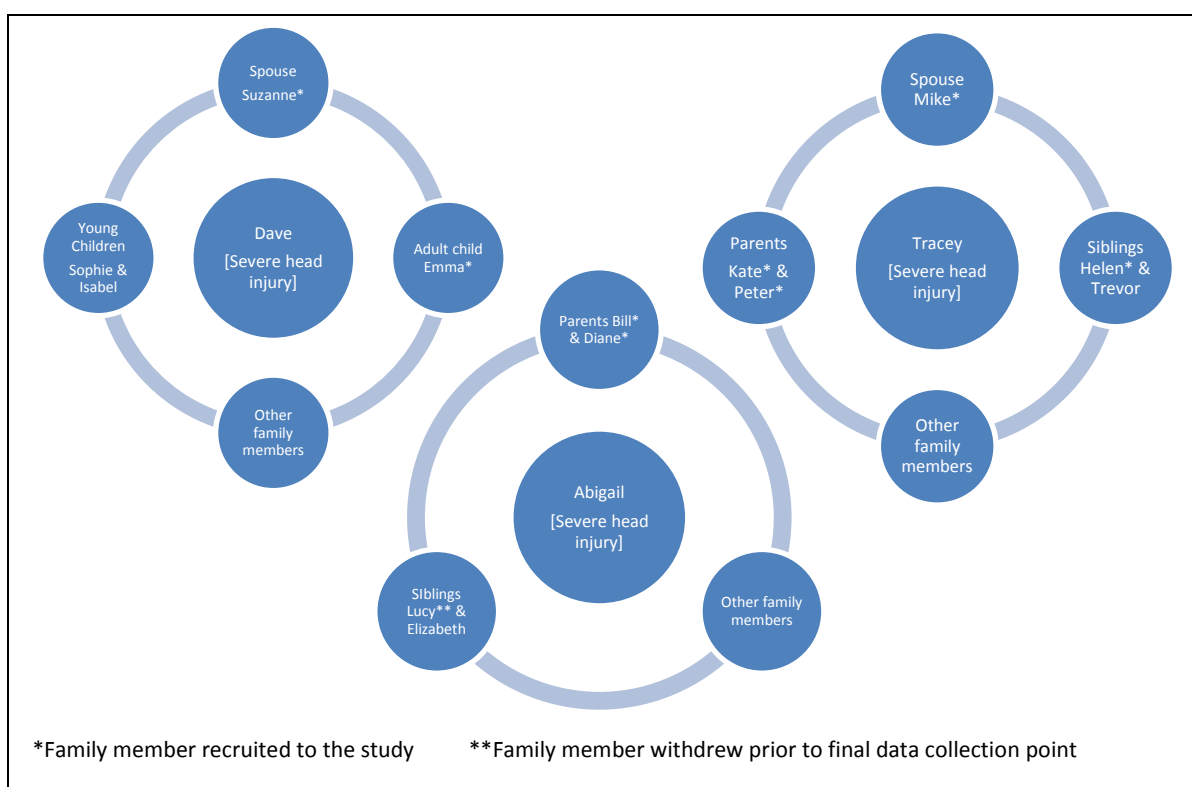 Spouse
Suzanne*
Young
Children
Sophie &
Isabel
Dave
[Severe head
injury]
Adult child
Emma*
Other
family
members
Spouse
Mike*
Parents
Kate* &
Peter*
Tracey
[Severe head
injury]
Siblings
Helen* &
Trevor
Other
family
members
Parents Bill*
& Diane*
Abigail
[Severe head
injury]
SIblings
Lucy** &
Elizabeth
Other family
members
*Family member recruited to the study **Family member withdrew prior to final data collection point